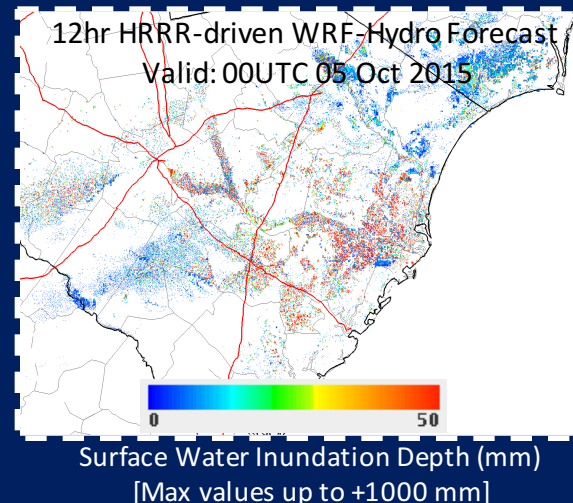 12hr HRRR-driven WRF-Hydro Forecast
Valid: 00UTC 05 Oct 2015
0 50
Surface Water Inundation Depth (mm)
[Max values up to +1000 mm]